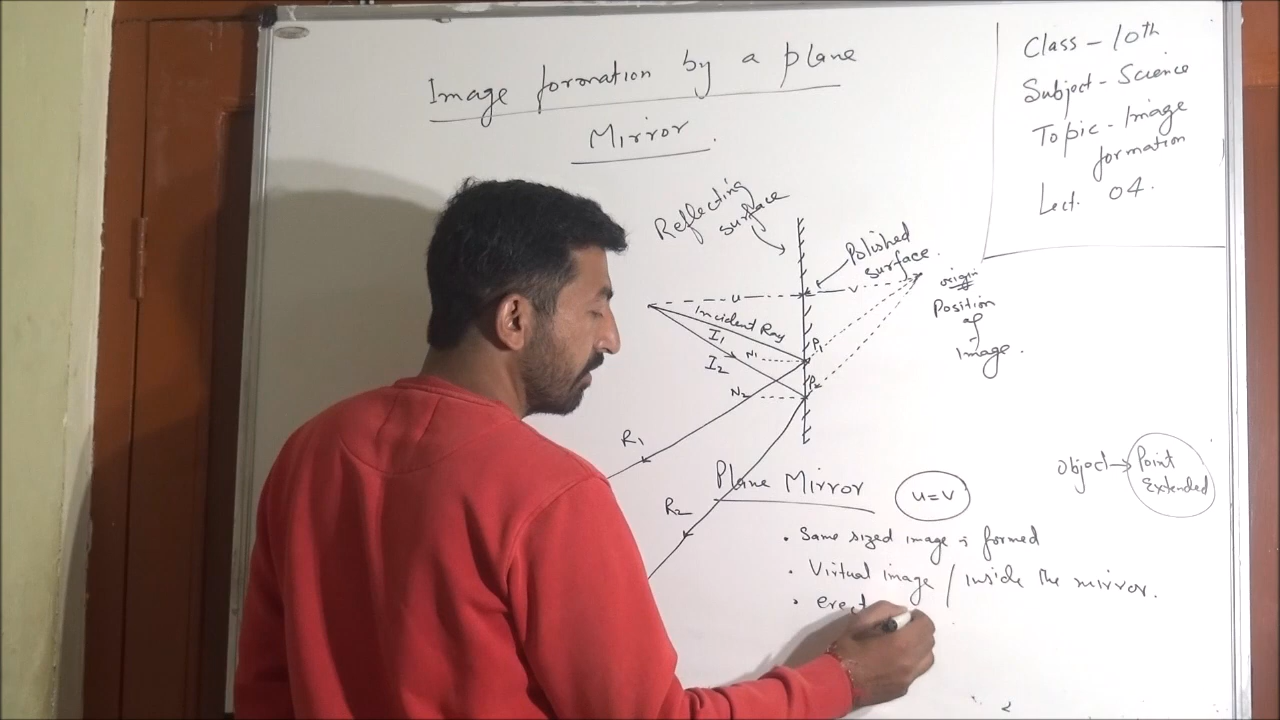 Image formation by a plane
Mirror.
Class - 10th
Subject - Science
Topic - Image
formation
Lect. 04.
Reflecting
surface
Polished
surface.
u
v
origin
Position
of
image.
Incident Ray
I1
I2
N1
N2
P1
P2
R1
R2
Plane Mirror
u=v
Object → Point
Extended
• Same sized image is formed
• Virtual image / inside the mirror.
• erect